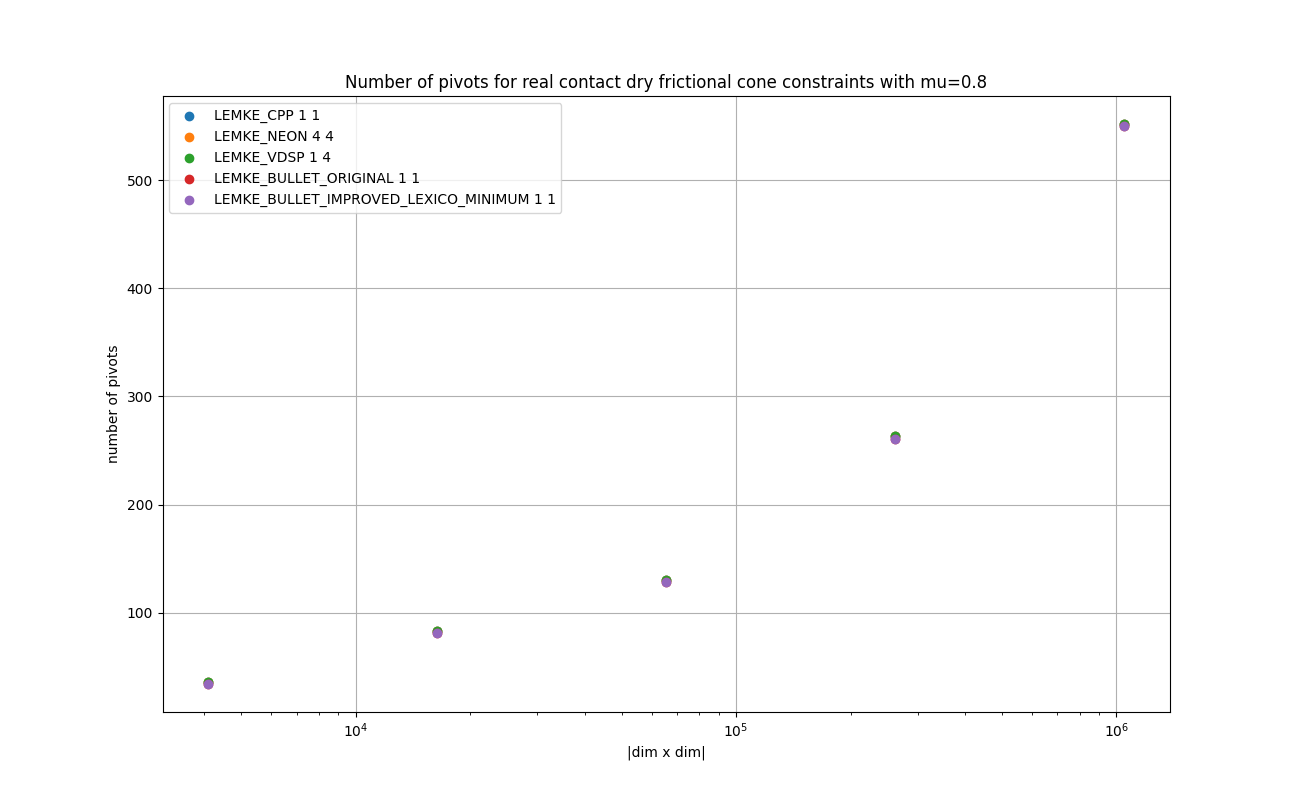 Number of pivots for real contact dry frictional cone constraints with mu=0.8
LEMKE_CPP 1 1
LEMKE_NEON 4 4
LEMKE_VDSP 1 4
LEMKE_BULLET_ORIGINAL 1 1
LEMKE_BULLET_IMPROVED_LEXICO_MINIMUM 1 1
number of pivots
500
400
300
200
100
10⁴ 10⁵ 10⁶
|dim x dim|